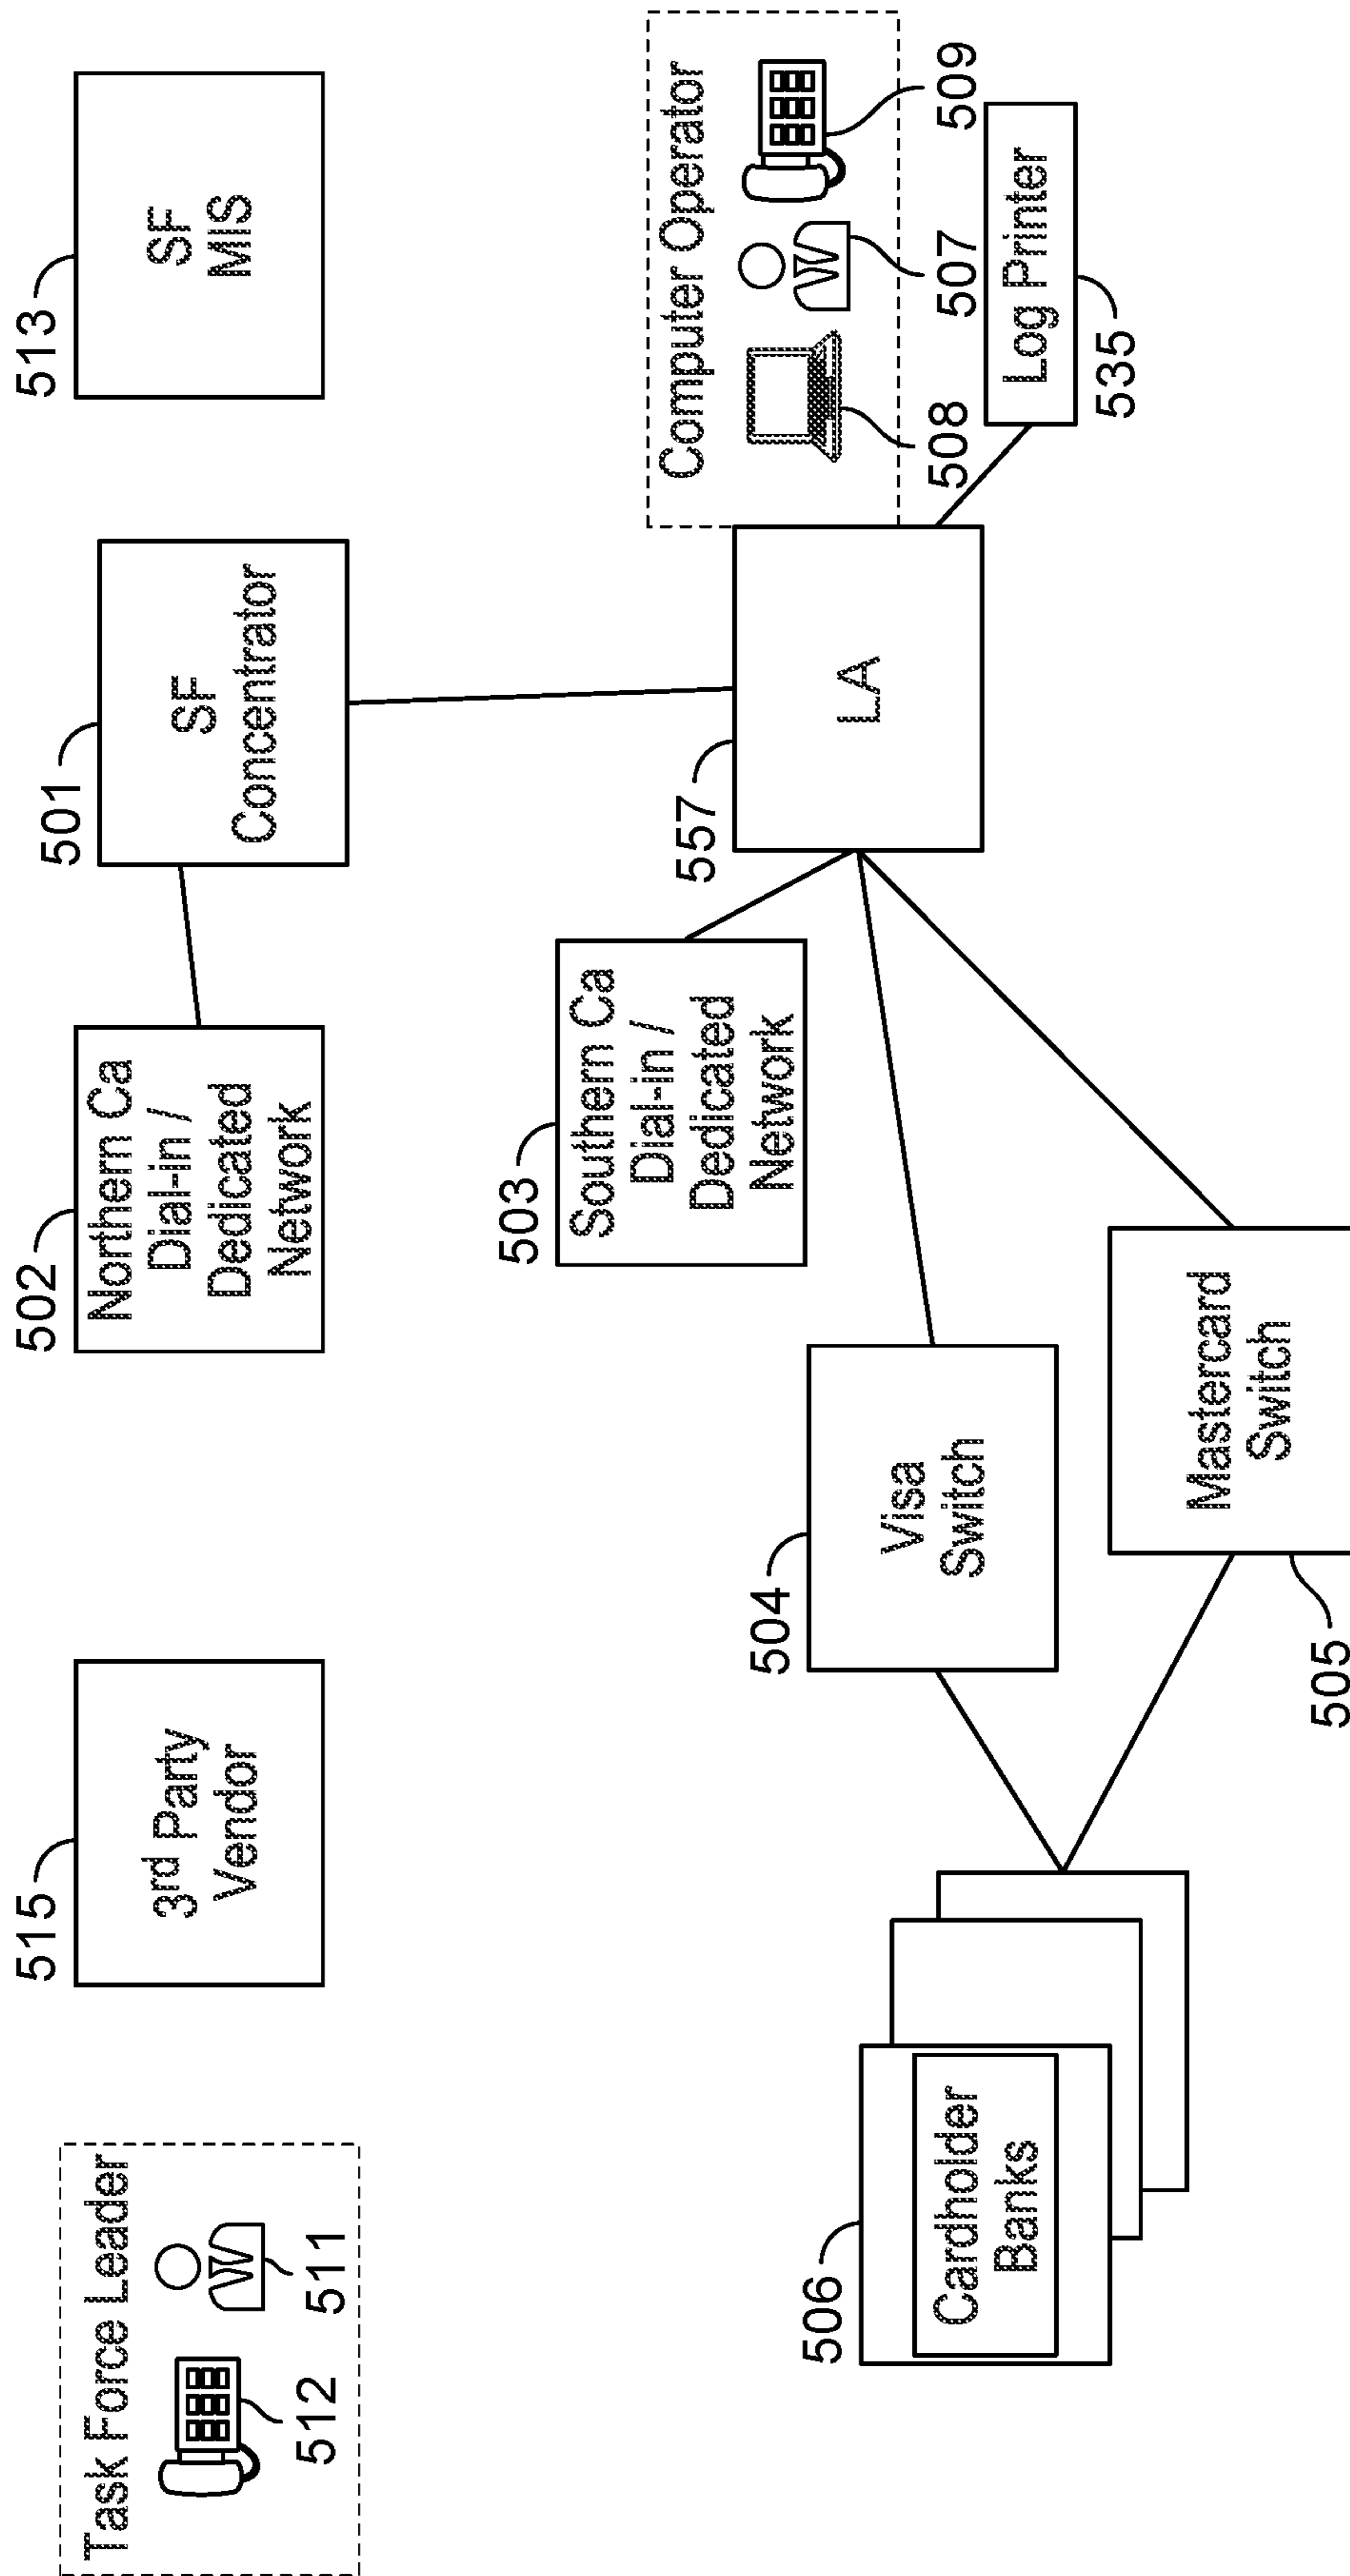 Task Force Leader
512
511
515
3rd Party
Vendor
502
Northern Ca
Dial-in /
Dedicated
Network
501
SF
Concentrator
513
SF
MIS
503
Southern Ca
Dial-in /
Dedicated
Network
557
LA
Computer Operator
508
507
509
Log Printer
535
506
Cardholder
Banks
504
Visa
Switch
Mastercard
Switch
505